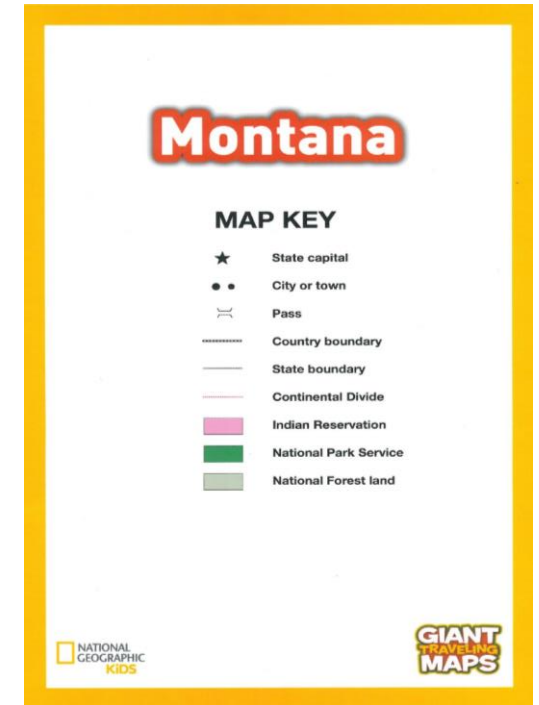 Montana
MAP KEY
State capital
City or town
Pass
Country boundary
State boundary
Continental Divide
Indian Reservation
National Park Service
National Forest land
NATIONAL
GEOGRAPHIC
KiDS
GIANT
TRAVELING
MAPS